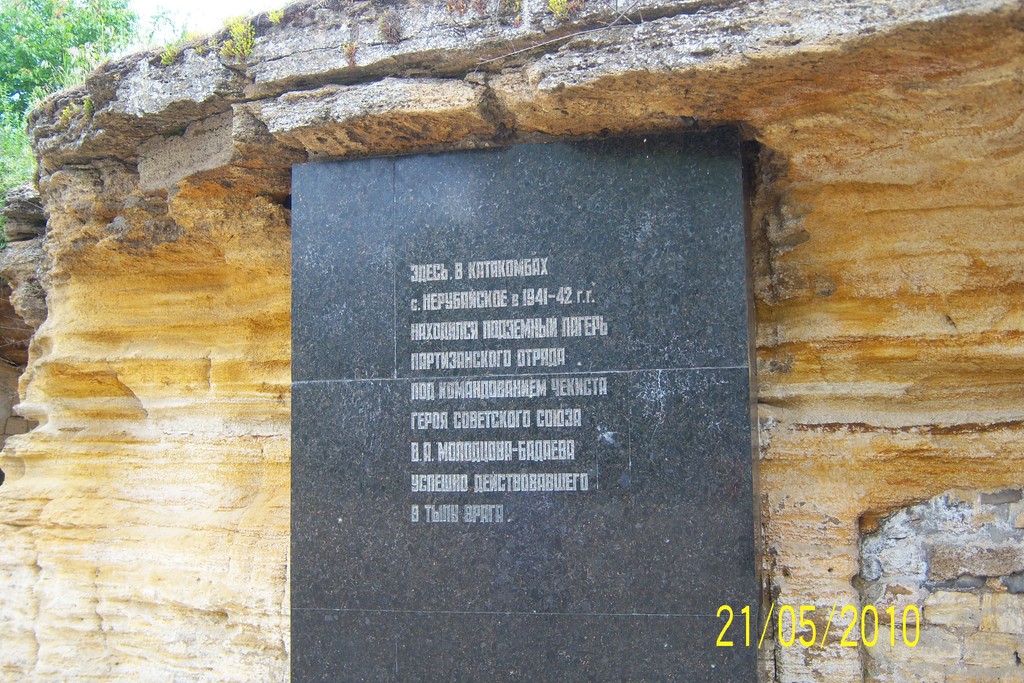 ЗДЕСЬ, В КАТАКОМБАХ
с. НЕРУБАЙСКОЕ в 1941-42 г.г.
НАХОДИЛСЯ ПОДЗЕМНЫЙ ЛАГЕРЬ
ПАРТИЗАНСКОГО ОТРЯДА
ПОД КОМАНДОВАНИЕМ ЧЕКИСТА
ГЕРОЯ СОВЕТСКОГО СОЮЗА
В.А. МОЛОДЦОВА-БАДАЕВА
УСПЕШНО ДЕЙСТВОВАВШЕГО
В ТЫЛУ ВРАГА.
21/05/2010